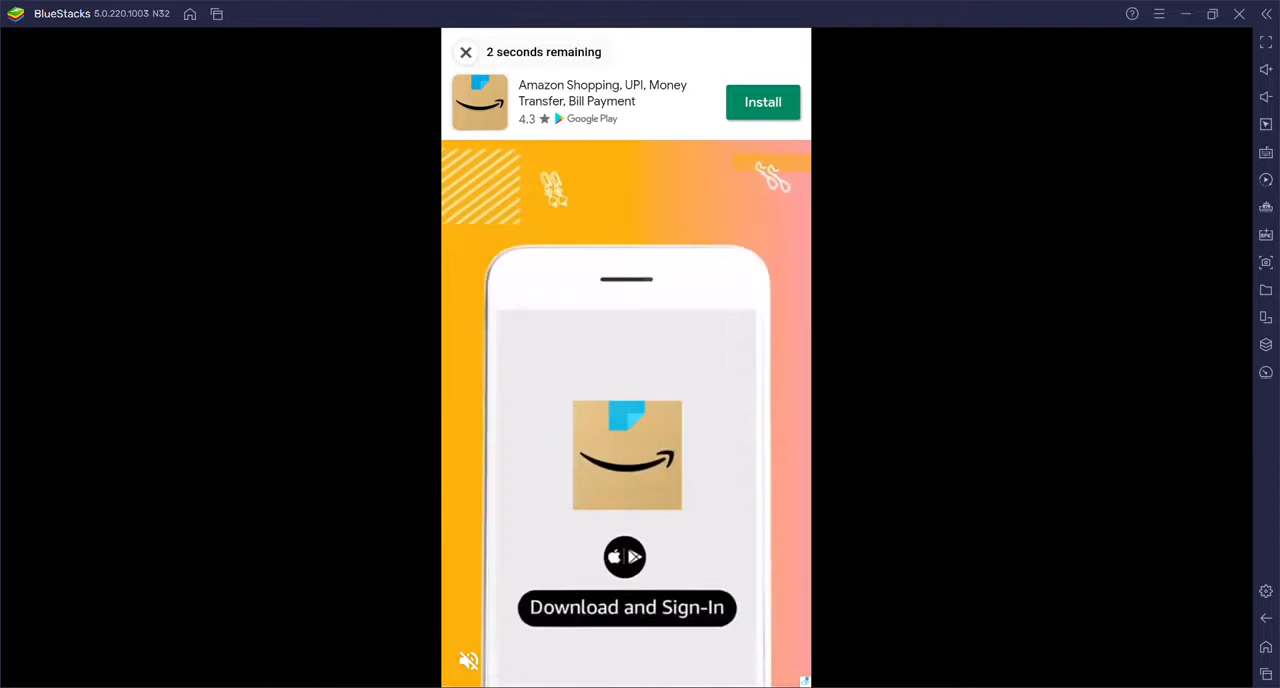 BlueStacks 5.0.220.1003 N32
2 seconds remaining
Amazon Shopping, UPI, Money
Transfer, Bill Payment
Install
4.3 ★ Google Play
Download and Sign-In